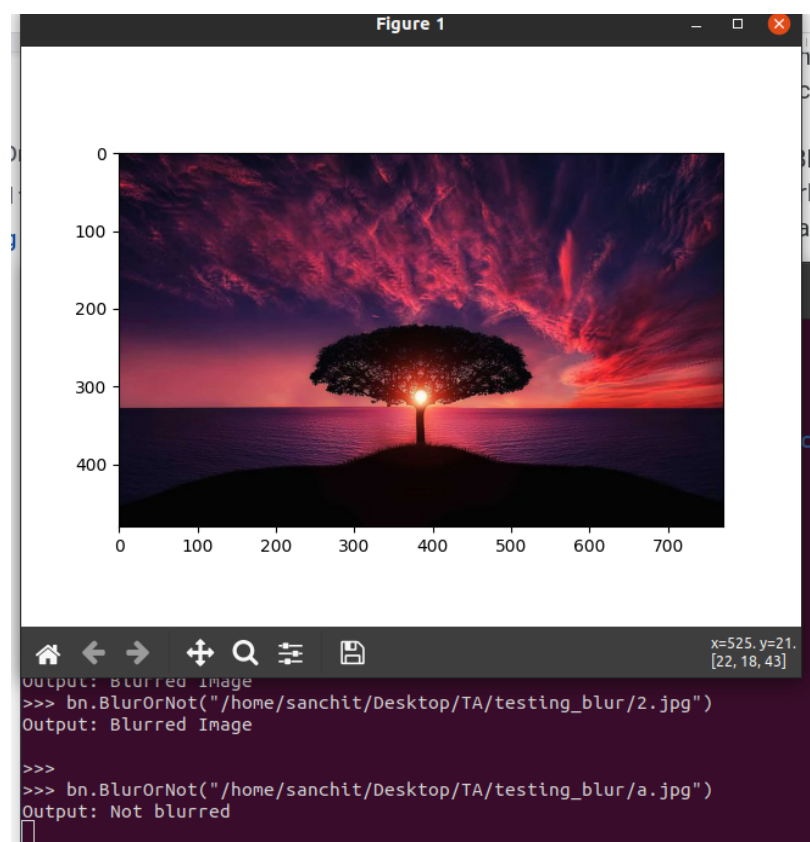 Figure 1
0
100
200
300
400
0 100 200 300 400 500 600 700
x=525. y=21.
[22, 18, 43]
Output: Blurred Image
>>> bn.BlurOrNot("/home/sanchit/Desktop/TA/testing_blur/2.jpg")
Output: Blurred Image
>>>
>>> bn.BlurOrNot("/home/sanchit/Desktop/TA/testing_blur/a.jpg")
Output: Not blurred